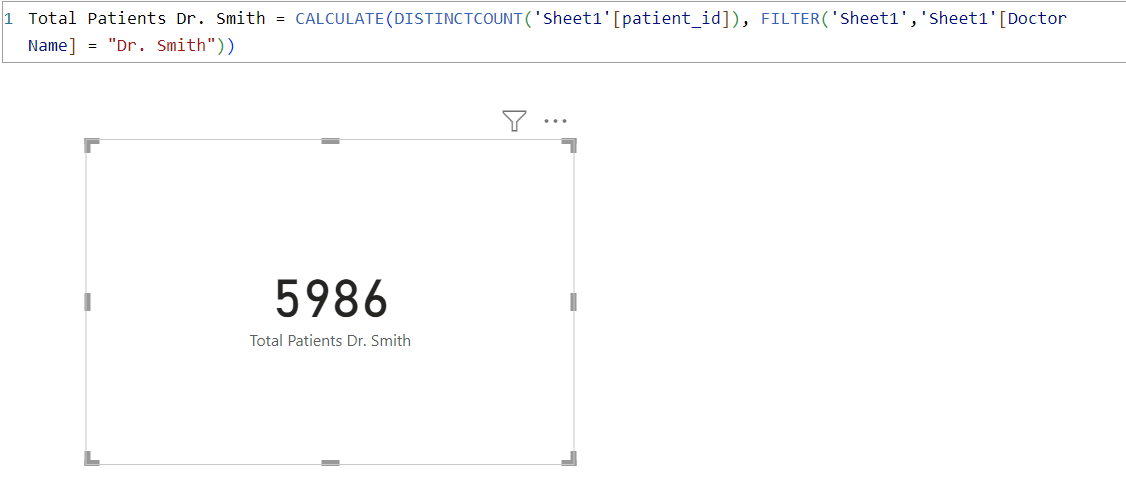 1 Total Patients Dr. Smith = CALCULATE(DISTINCTCOUNT('Sheet1'[patient_id]), FILTER('Sheet1','Sheet1'[Doctor
Name] = "Dr. Smith"))
5986
Total Patients Dr. Smith